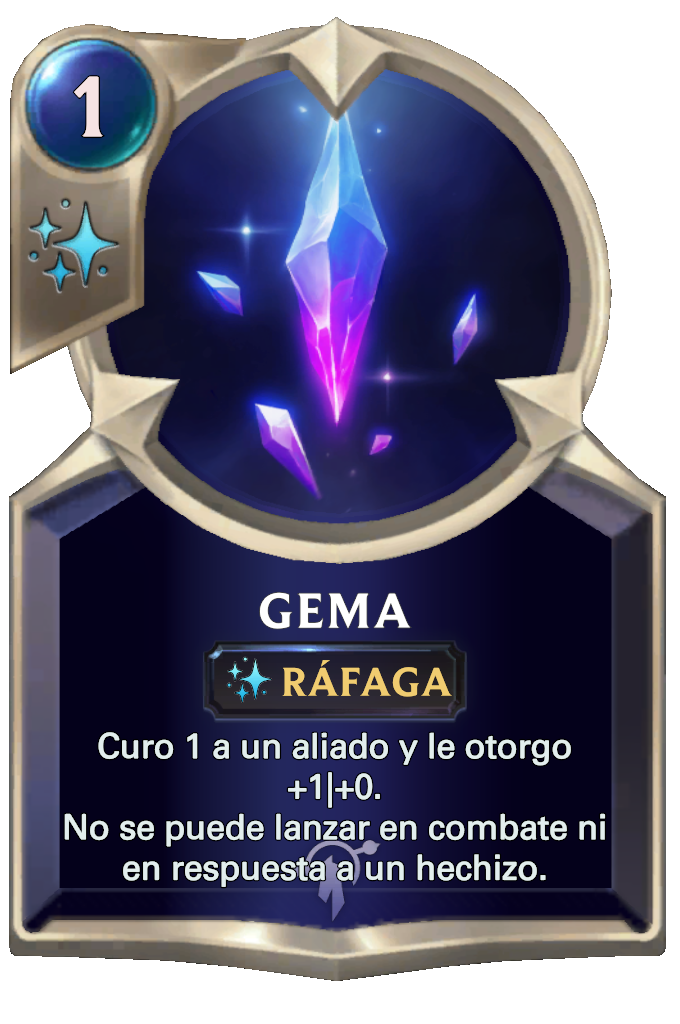 1
GEMA
RÁFAGA
Curo 1 a un aliado y le otorgo
+1|+0.
No se puede lanzar en combate ni
en respuesta a un hechizo.